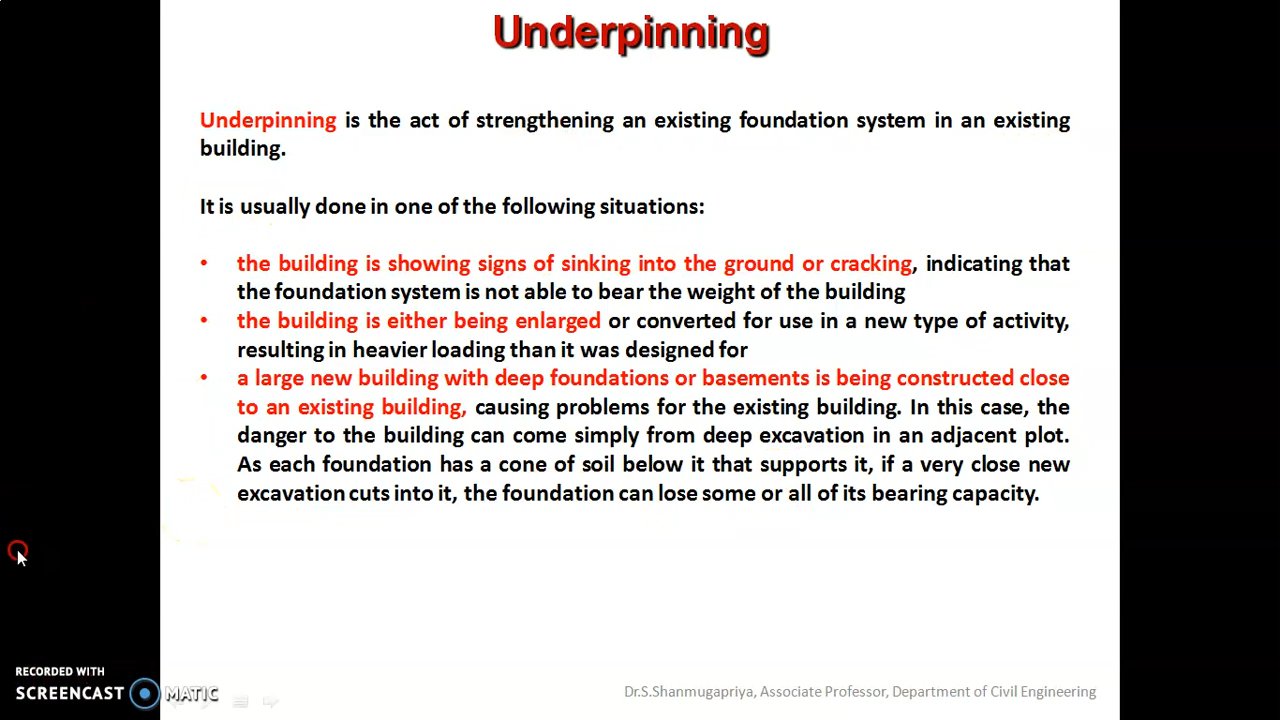 Underpinning
Underpinning is the act of strengthening an existing foundation system in an existing
building.
It is usually done in one of the following situations:
• the building is showing signs of sinking into the ground or cracking, indicating that
the foundation system is not able to bear the weight of the building
• the building is either being enlarged or converted for use in a new type of activity,
resulting in heavier loading than it was designed for
• a large new building with deep foundations or basements is being constructed close
to an existing building, causing problems for the existing building. In this case, the
danger to the building can come simply from deep excavation in an adjacent plot.
As each foundation has a cone of soil below it that supports it, if a very close new
excavation cuts into it, the foundation can lose some or all of its bearing capacity.
RECORDED WITH
SCREENCAST MATIC
Dr.S.Shanmugapriya, Associate Professor, Department of Civil Engineering